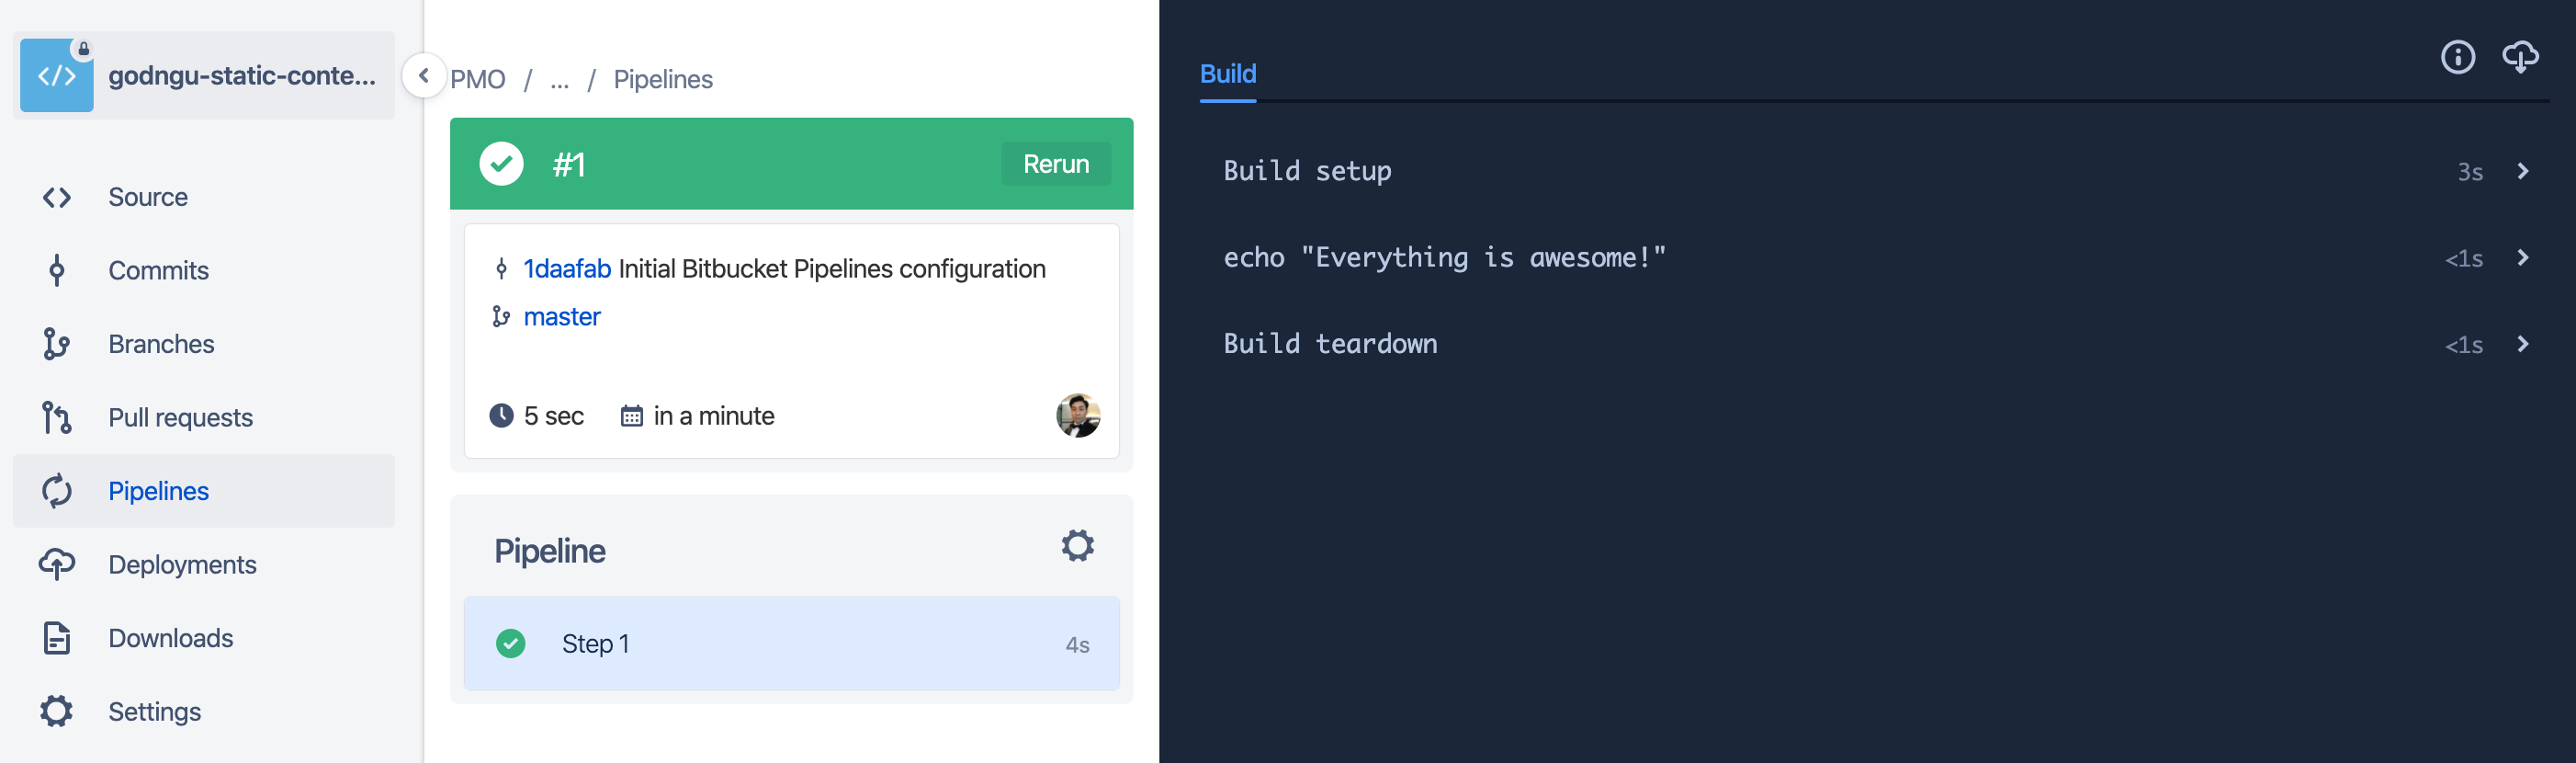 godngu-static-conte...
Source
Commits
Branches
Pull requests
Pipelines
Deployments
Downloads
Settings
PMO / ... / Pipelines
#1 Rerun
1daafab Initial Bitbucket Pipelines configuration
master
5 sec in a minute
Pipeline
Step 1 4s
Build
Build setup 3s
echo "Everything is awesome!" <1s
Build teardown <1s